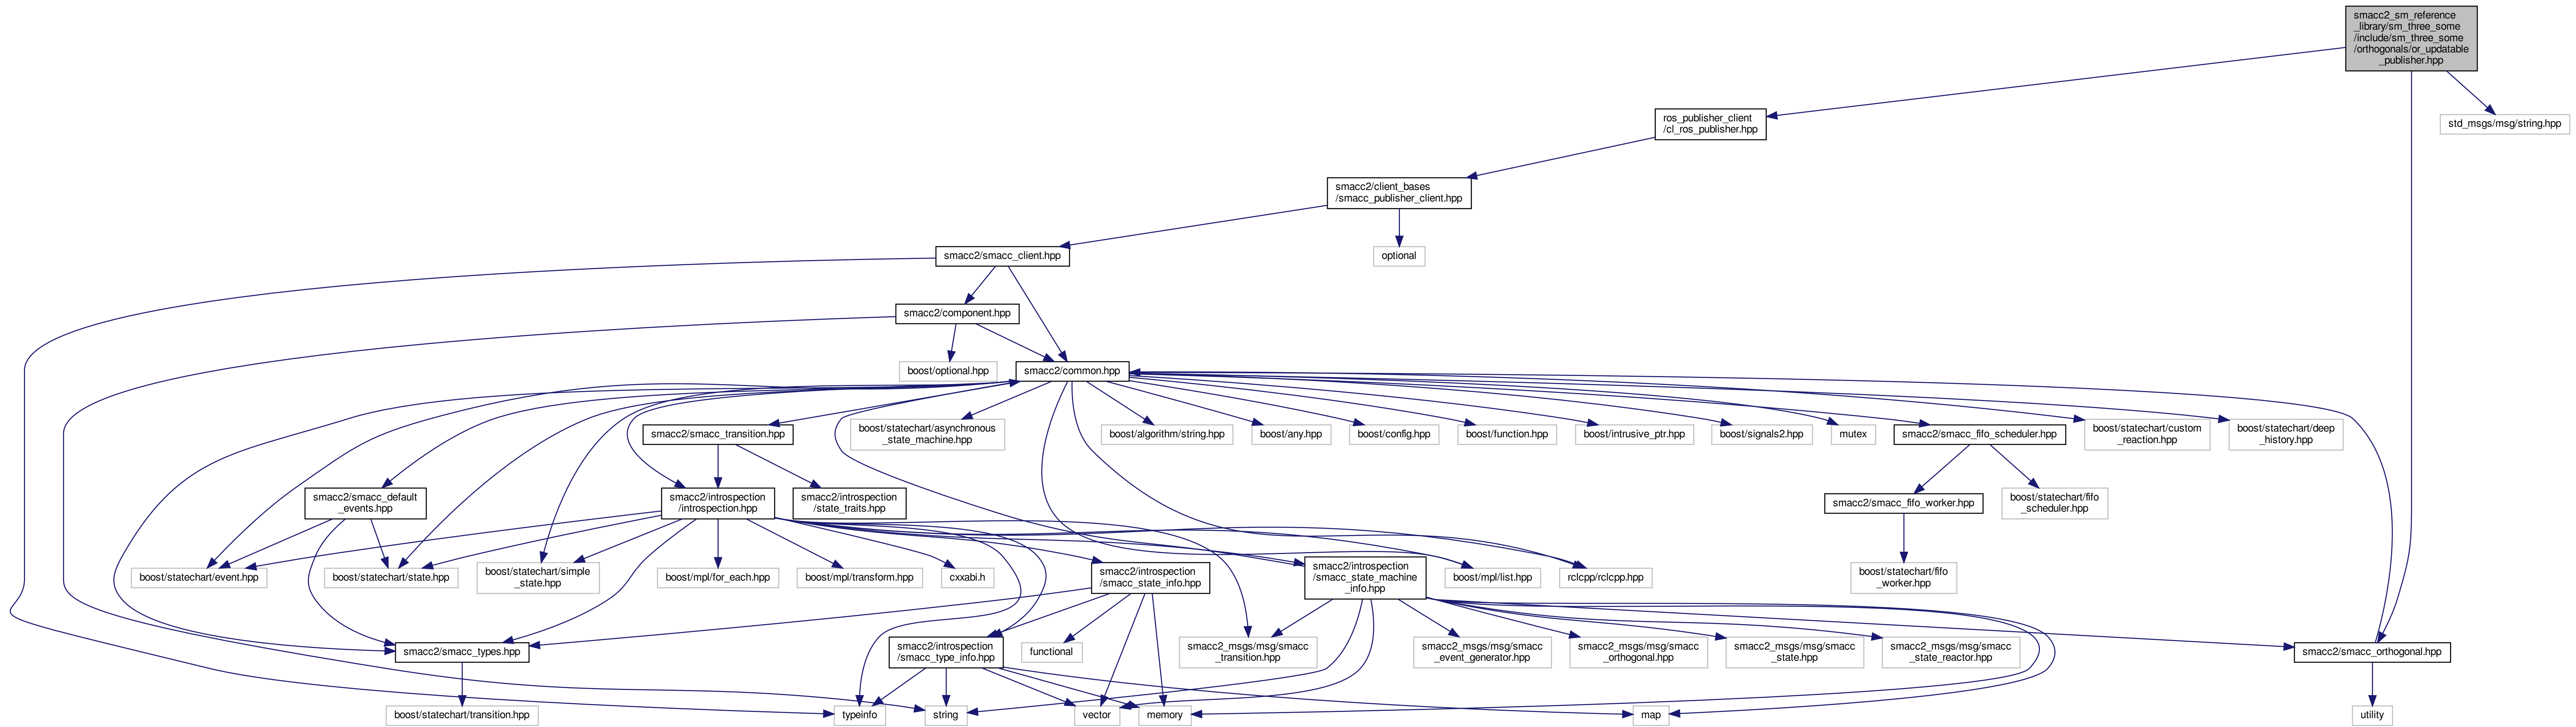 smacc2_sm_reference
_library/sm_three_some
/include/sm_three_some
/orthogonals/or_updatable
_publisher.hpp
ros_publisher_client
/cl_ros_publisher.hpp
std_msgs/msg/string.hpp
smacc2/client_bases
/smacc_publisher_client.hpp
smacc2/smacc_client.hpp
optional
smacc2/component.hpp
boost/optional.hpp
smacc2/common.hpp
smacc2/smacc_transition.hpp
boost/statechart/asynchronous
_state_machine.hpp
boost/algorithm/string.hpp
boost/any.hpp
boost/config.hpp
boost/function.hpp
boost/intrusive_ptr.hpp
boost/signals2.hpp
mutex
smacc2/smacc_fifo_scheduler.hpp
boost/statechart/custom
_reaction.hpp
boost/statechart/deep
_history.hpp
smacc2/smacc_default
_events.hpp
smacc2/introspection
/introspection.hpp
smacc2/introspection
/state_traits.hpp
smacc2/smacc_fifo_worker.hpp
boost/statechart/fifo
_scheduler.hpp
boost/statechart/event.hpp
boost/statechart/state.hpp
boost/statechart/simple
_state.hpp
boost/mpl/for_each.hpp
boost/mpl/transform.hpp
cxxabi.h
smacc2/introspection
/smacc_state_info.hpp
smacc2/introspection
/smacc_state_machine
_info.hpp
boost/mpl/list.hpp
rclcpp/rclcpp.hpp
boost/statechart/fifo
_worker.hpp
smacc2/smacc_types.hpp
smacc2/introspection
/smacc_type_info.hpp
functional
smacc2_msgs/msg/smacc
_transition.hpp
smacc2_msgs/msg/smacc
_event_generator.hpp
smacc2_msgs/msg/smacc
_orthogonal.hpp
smacc2_msgs/msg/smacc
_state.hpp
smacc2_msgs/msg/smacc
_state_reactor.hpp
smacc2/smacc_orthogonal.hpp
boost/statechart/transition.hpp
typeinfo
string
vector
memory
map
utility